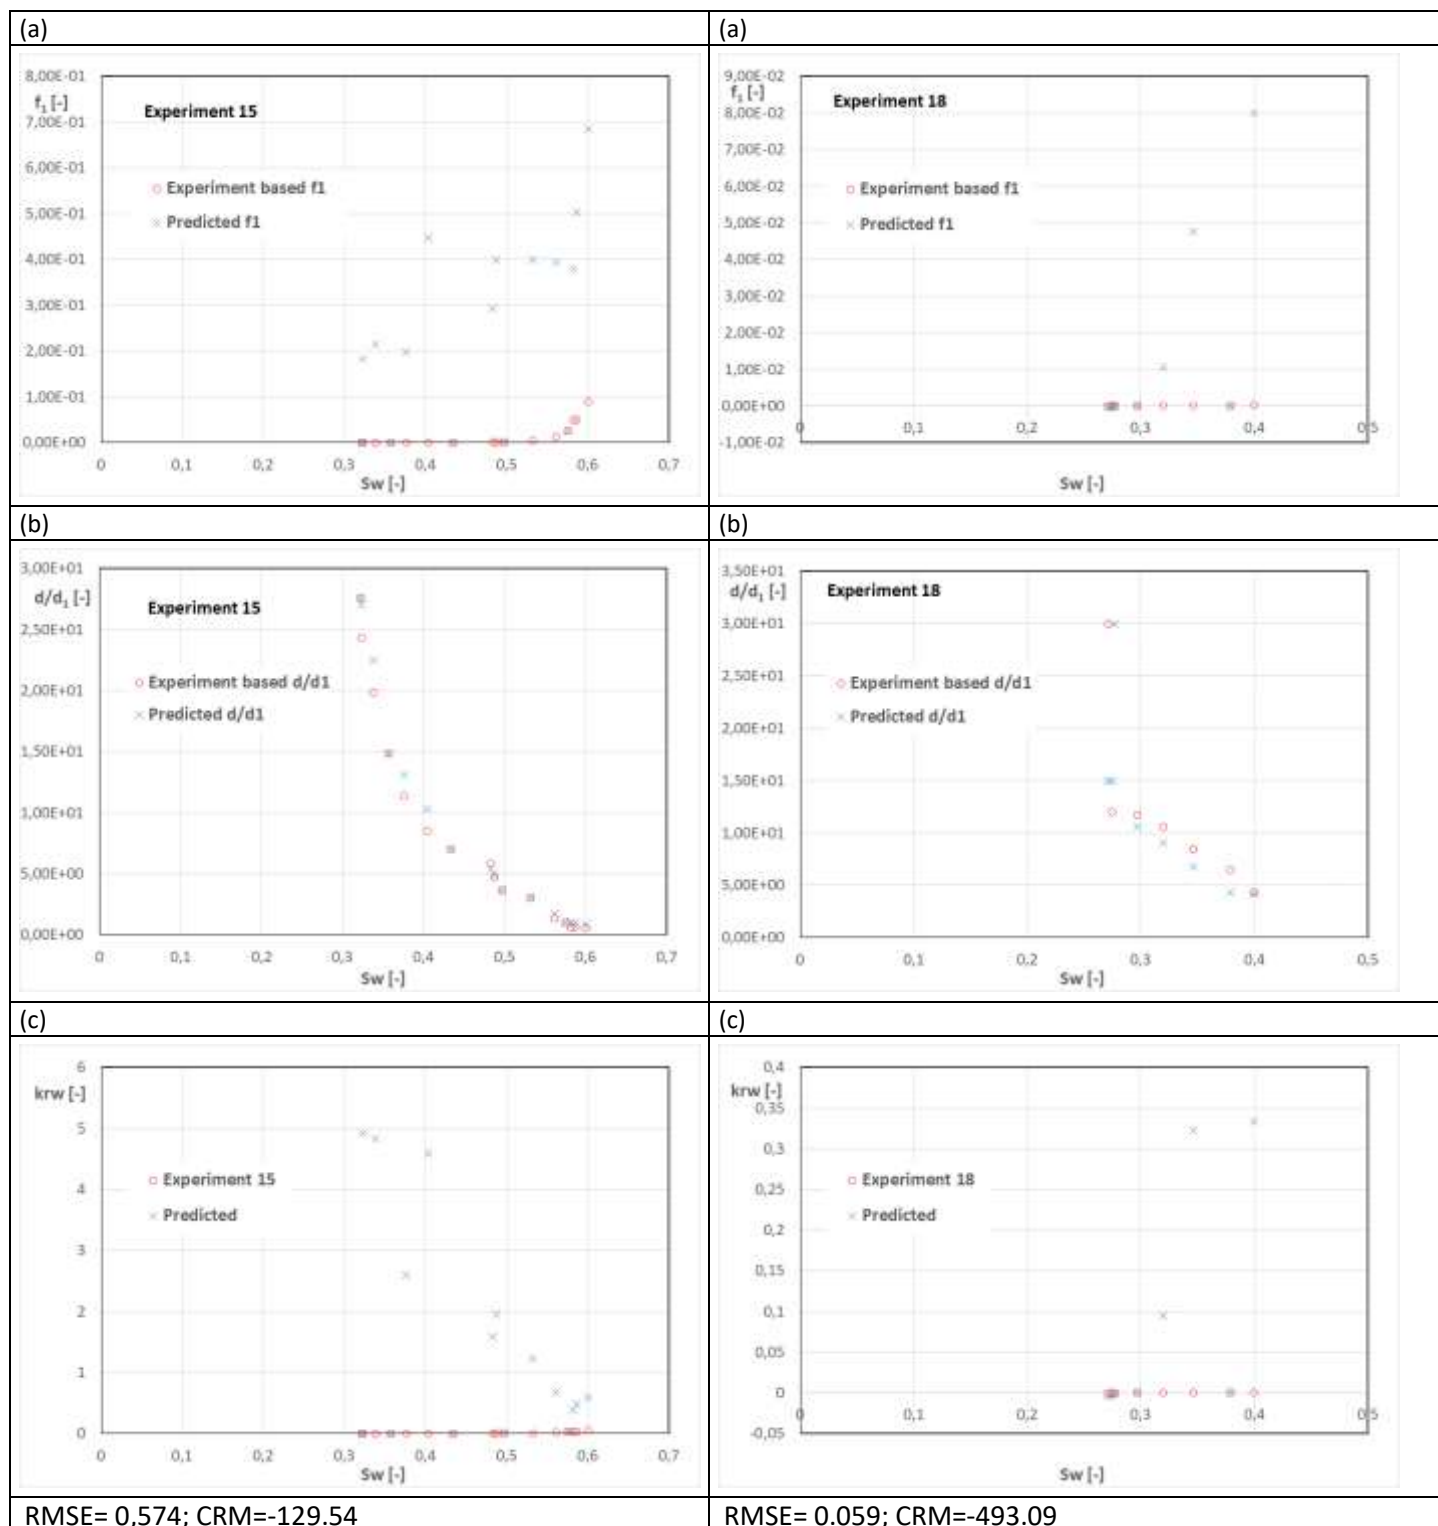 (a)
(a)
8,00E-01
f1 [-]
7,00E-01
6,00E-01
5,00E-01
4,00E-01
3,00E-01
2,00E-01
1,00E-01
0,00E+00
Experiment 15
Experiment based f1
Predicted f1
0 0,1 0,2 0,3 0,4 0,5 0,6 0,7
Sw [-]
9,00E-02
f1 [-]
8,00E-02
7,00E-02
6,00E-02
5,00E-02
4,00E-02
3,00E-02
2,00E-02
1,00E-02
0,00E+00
-1,00E-02
Experiment 18
Experiment based f1
Predicted f1
0 0,1 0,2 0,3 0,4 0,5
Sw [-]
(b)
(b)
3,00E+01
d/d1 [-]
2,50E+01
2,00E+01
1,50E+01
1,00E+01
5,00E+00
0,00E+00
Experiment 15
Experiment based d/d1
Predicted d/d1
0 0,1 0,2 0,3 0,4 0,5 0,6 0,7
Sw [-]
3,50E+01
d/d1 [-]
3,00E+01
2,50E+01
2,00E+01
1,50E+01
1,00E+01
5,00E+00
0,00E+00
Experiment 18
Experiment based d/d1
Predicted d/d1
0 0,1 0,2 0,3 0,4 0,5
Sw [-]
(c)
(c)
6
krw [-]
5
4
3
2
1
0
Experiment 15
Predicted
0 0,1 0,2 0,3 0,4 0,5 0,6 0,7
Sw [-]
0,4
krw [-]
0,35
0,3
0,25
0,2
0,15
0,1
0,05
0
-0,05
Experiment 18
Predicted
0 0,1 0,2 0,3 0,4 0,5
Sw [-]
RMSE= 0,574; CRM=-129.54
RMSE= 0.059; CRM=-493.09